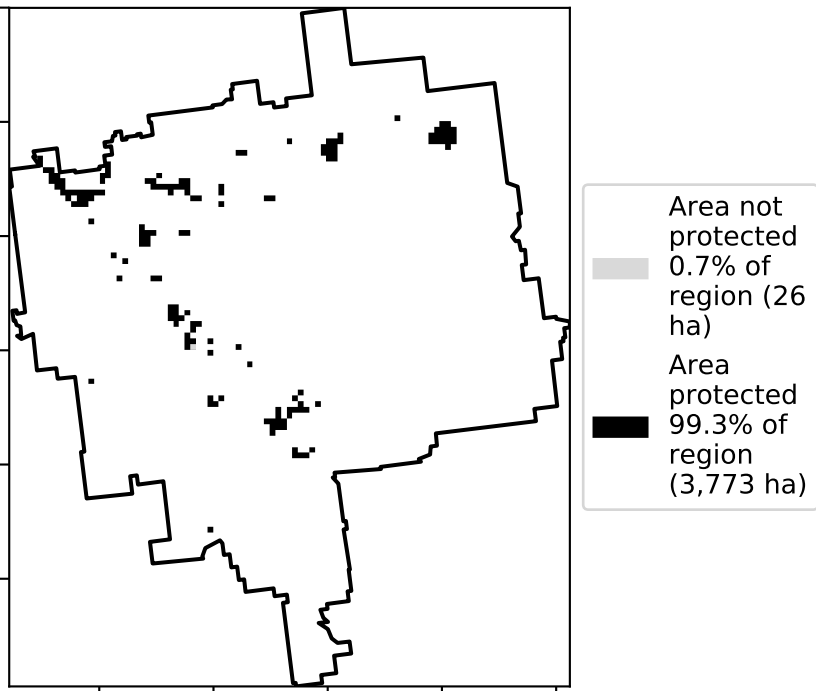 Area not
protected
0.7% of
region (26
ha)
Area
protected
99.3% of
region
(3,773 ha)